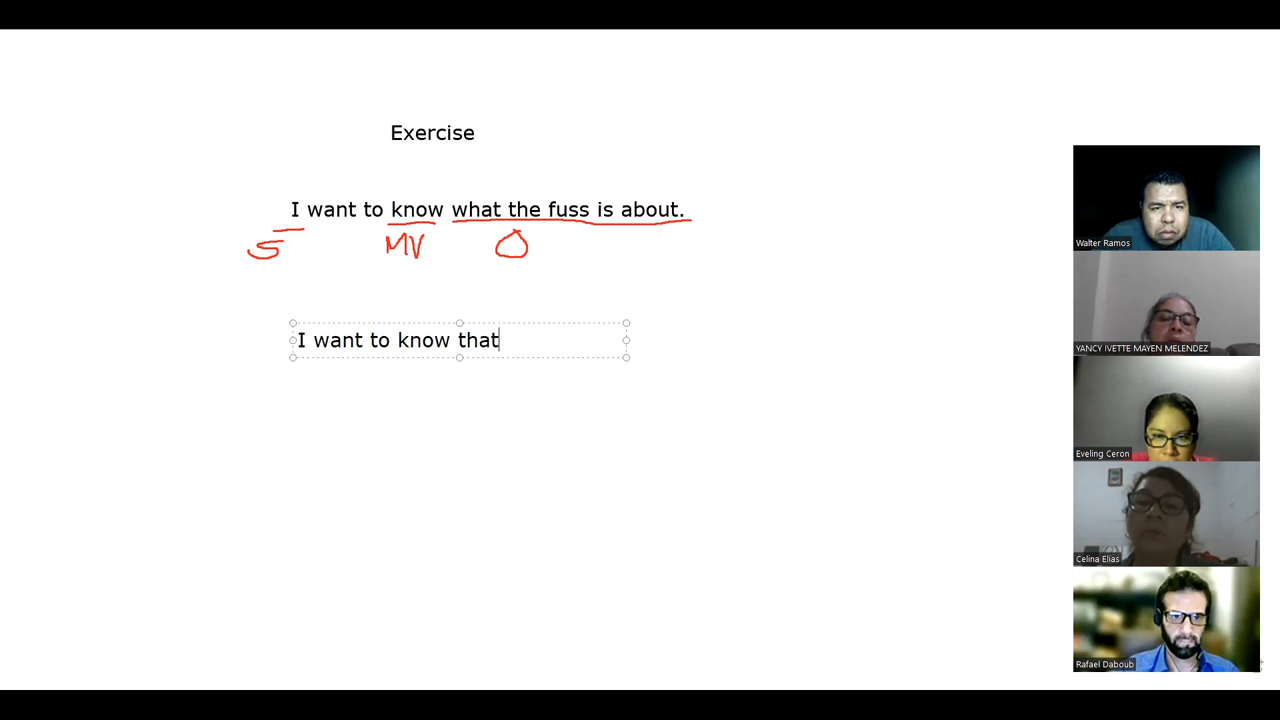 Exercise
I want to know what the fuss is about.
S MV O
I want to know that
Walter Ramos
YANCY IVETTE MAYEN MELENDEZ
Eveling Ceron
Celina Elias
Rafael Daboub